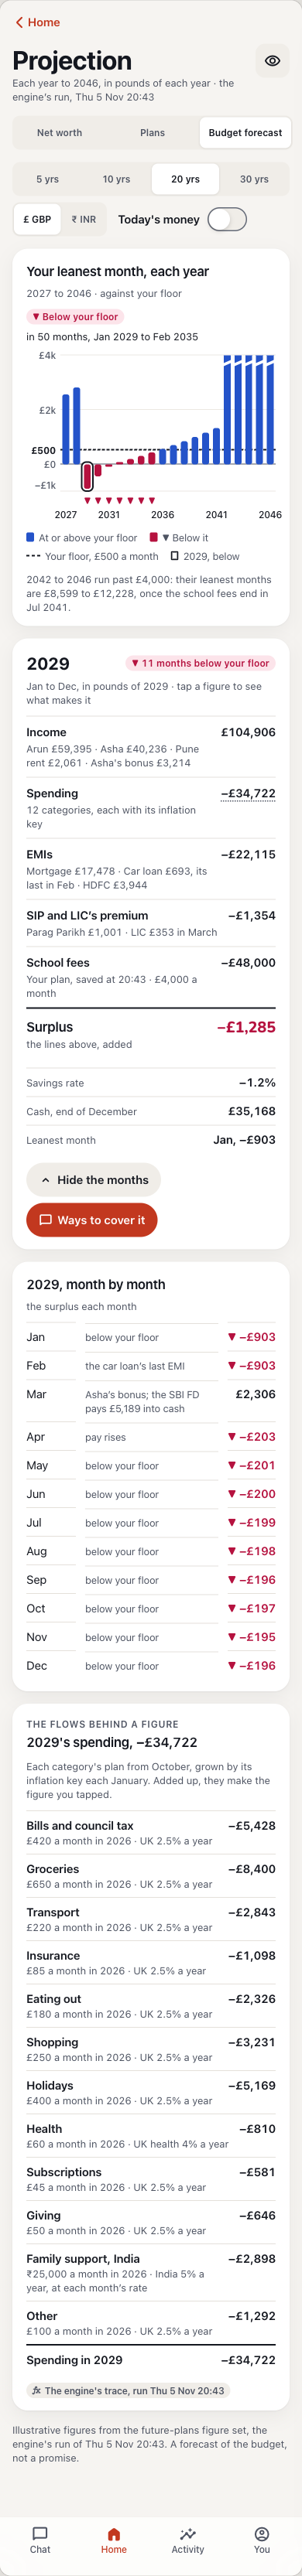 Home
Projection
Each year to 2046, in pounds of each year · the
engine's run, Thu 5 Nov 20:43
Net worth
Plans
Budget forecast
5 yrs
10 yrs
20 yrs
30 yrs
£ GBP
₹ INR
Today's money
Your leanest month, each year
2027 to 2046 · against your floor
▼ Below your floor
in 50 months, Jan 2029 to Feb 2035
£4k
£2k
£500
£0
−£1k
2027
2031
2036
2041
2046
At or above your floor
▼ Below it
Your floor, £500 a month
2029, below
2042 to 2046 run past £4,000: their leanest months
are £8,599 to £12,228, once the school fees end in
Jul 2041.
2029
▼ 11 months below your floor
Jan to Dec, in pounds of 2029 · tap a figure to see
what makes it
Income
£104,906
Arun £59,395 · Asha £40,236 · Pune
rent £2,061 · Asha's bonus £3,214
Spending
−£34,722
12 categories, each with its inflation
key
EMIs
−£22,115
Mortgage £17,478 · Car loan £693, its
last in Feb · HDFC £3,944
SIP and LIC's premium
−£1,354
Parag Parikh £1,001 · LIC £353 in March
School fees
−£48,000
Your plan, saved at 20:43 · £4,000 a
month
Surplus
−£1,285
the lines above, added
Savings rate
−1.2%
Cash, end of December
£35,168
Leanest month
Jan, −£903
Hide the months
Ways to cover it
2029, month by month
the surplus each month
Jan
below your floor
▼ −£903
Feb
the car loan's last EMI
▼ −£903
Mar
Asha's bonus; the SBI FD
pays £5,189 into cash
£2,306
Apr
pay rises
▼ −£203
May
below your floor
▼ −£201
Jun
below your floor
▼ −£200
Jul
below your floor
▼ −£199
Aug
below your floor
▼ −£198
Sep
below your floor
▼ −£196
Oct
below your floor
▼ −£197
Nov
below your floor
▼ −£195
Dec
below your floor
▼ −£196
THE FLOWS BEHIND A FIGURE
2029's spending, −£34,722
Each category's plan from October, grown by its
inflation key each January. Added up, they make the
figure you tapped.
Bills and council tax
−£5,428
£420 a month in 2026 · UK 2.5% a year
Groceries
−£8,400
£650 a month in 2026 · UK 2.5% a year
Transport
−£2,843
£220 a month in 2026 · UK 2.5% a year
Insurance
−£1,098
£85 a month in 2026 · UK 2.5% a year
Eating out
−£2,326
£180 a month in 2026 · UK 2.5% a year
Shopping
−£3,231
£250 a month in 2026 · UK 2.5% a year
Holidays
−£5,169
£400 a month in 2026 · UK 2.5% a year
Health
−£810
£60 a month in 2026 · UK health 4% a year
Subscriptions
−£581
£45 a month in 2026 · UK 2.5% a year
Giving
−£646
£50 a month in 2026 · UK 2.5% a year
Family support, India
−£2,898
₹25,000 a month in 2026 · India 5% a
year, at each month's rate
Other
−£1,292
£100 a month in 2026 · UK 2.5% a year
Spending in 2029
−£34,722
The engine's trace, run Thu 5 Nov 20:43
Illustrative figures from the future-plans figure set, the
engine's run of Thu 5 Nov 20:43. A forecast of the budget,
not a promise.
Chat
Home
Activity
You